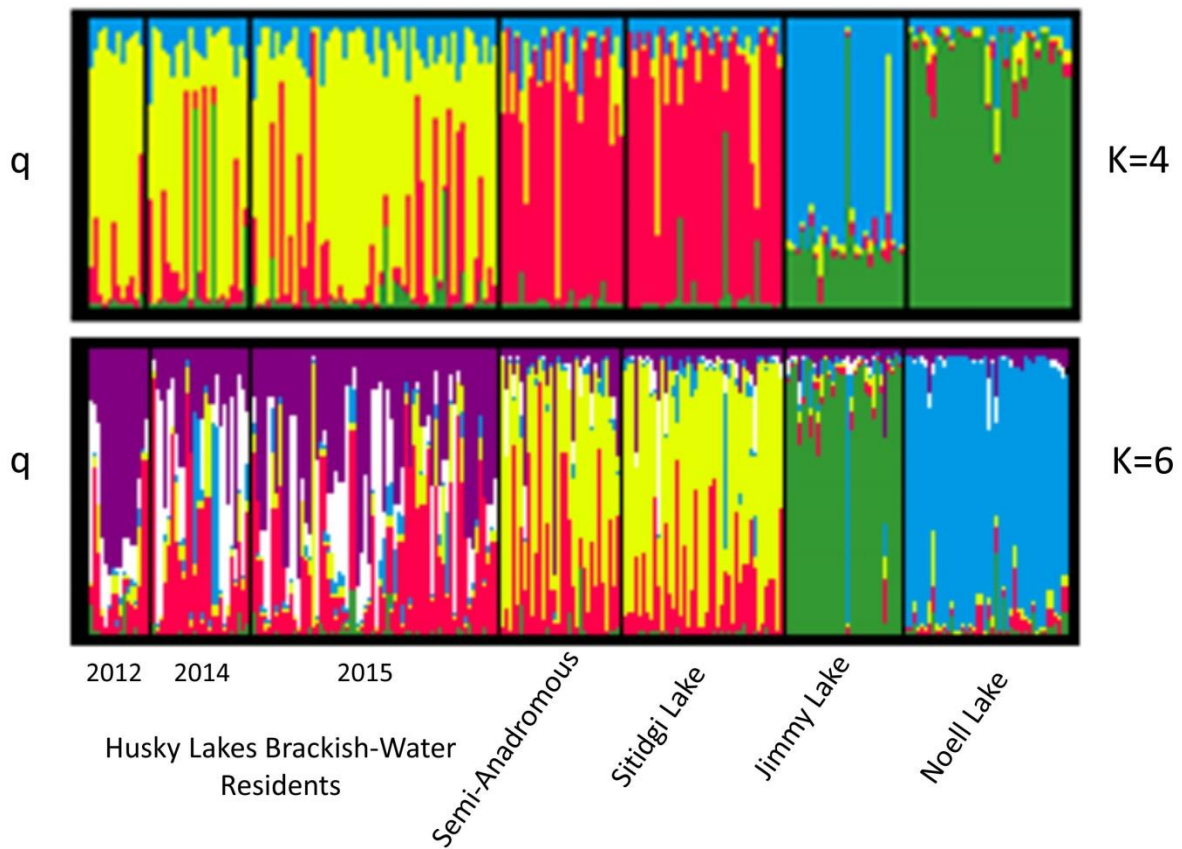 q
K=4
q
K=6
2012
2014
2015
Husky Lakes Brackish-Water
Residents
Semi-Anadromous
Sitidgi Lake
Jimmy Lake
Noell Lake